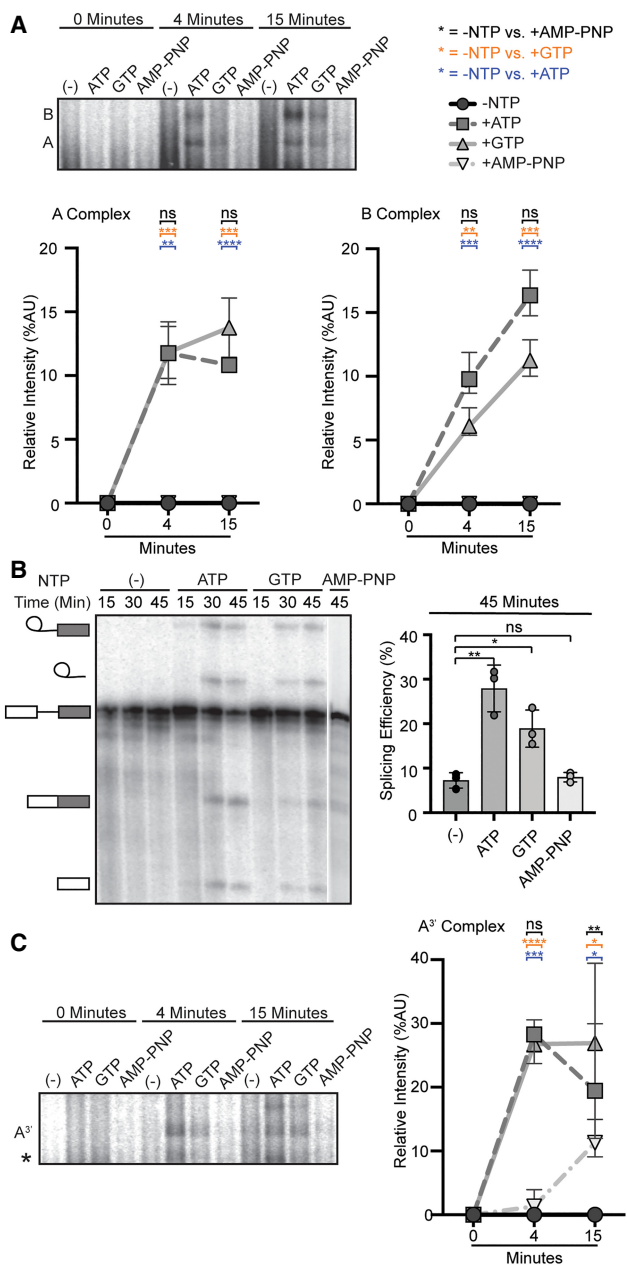 A
0 Minutes 4 Minutes 15 Minutes
(-) ATP GTP AMP-PNP (-) ATP GTP AMP-PNP (-) ATP GTP AMP-PNP
B
A
* = -NTP vs. +AMP-PNP
* = -NTP vs. +GTP
* = -NTP vs. +ATP
-NTP
+ATP
+GTP
+AMP-PNP
A Complex
ns ns
*** ***
** ****
Relative Intensity (%AU)
20
15
10
5
0
0 4 15
Minutes
B Complex
ns ns
** ***
*** ****
Relative Intensity (%AU)
20
15
10
5
0
0 4 15
Minutes
B
NTP (-) ATP GTP AMP-PNP
Time (Min) 15 30 45 15 30 45 15 30 45 45
45 Minutes
ns
*
**
Splicing Efficiency (%)
40
30
20
10
0
(-) ATP GTP AMP-PNP
C
0 Minutes 4 Minutes 15 Minutes
(-) ATP GTP AMP-PNP (-) ATP GTP AMP-PNP (-) ATP GTP AMP-PNP
A3'
*
A3' Complex
ns **
**** *
*** *
Relative Intensity (%AU)
40
30
20
10
0
0 4 15
Minutes